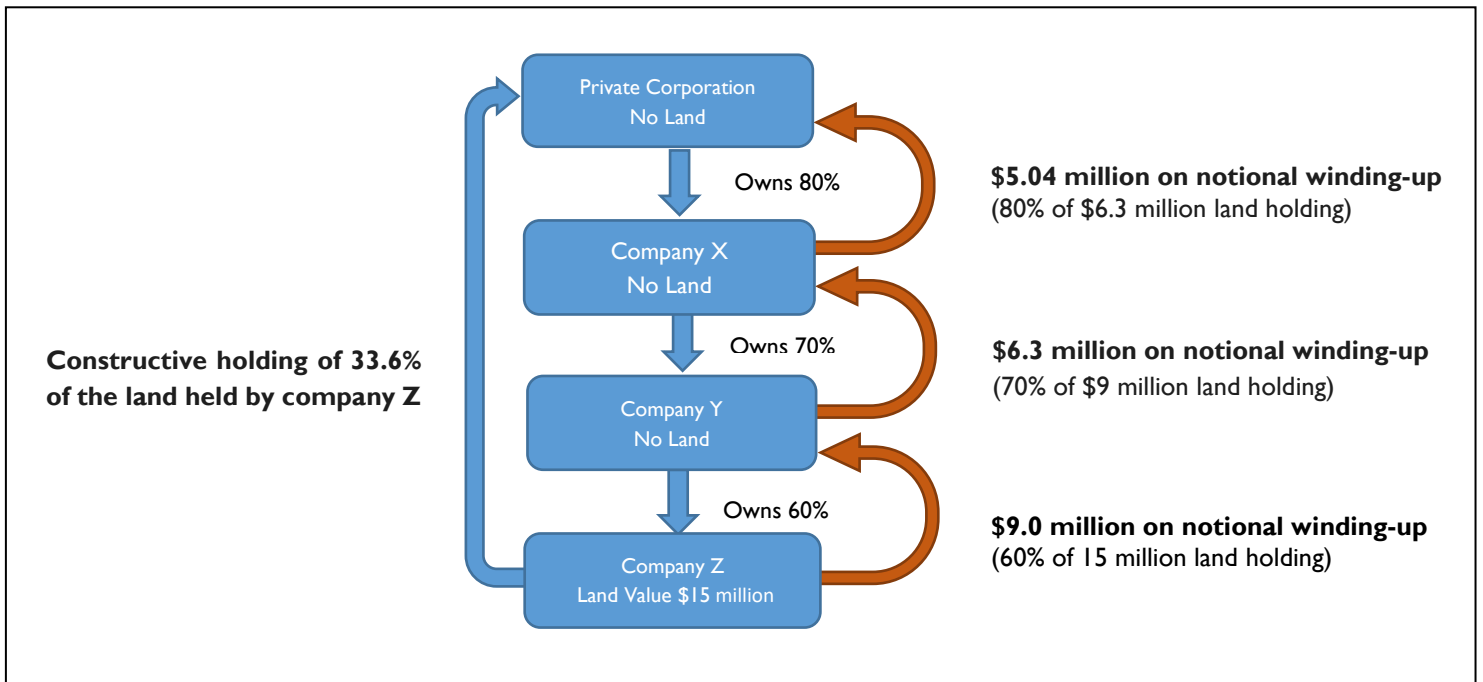 Private Corporation
No Land
Owns 80%
$5.04 million on notional winding-up
(80% of $6.3 million land holding)
Company X
No Land
Owns 70%
$6.3 million on notional winding-up
(70% of $9 million land holding)
Constructive holding of 33.6%
of the land held by company Z
Company Y
No Land
Owns 60%
$9.0 million on notional winding-up
(60% of 15 million land holding)
Company Z
Land Value $15 million